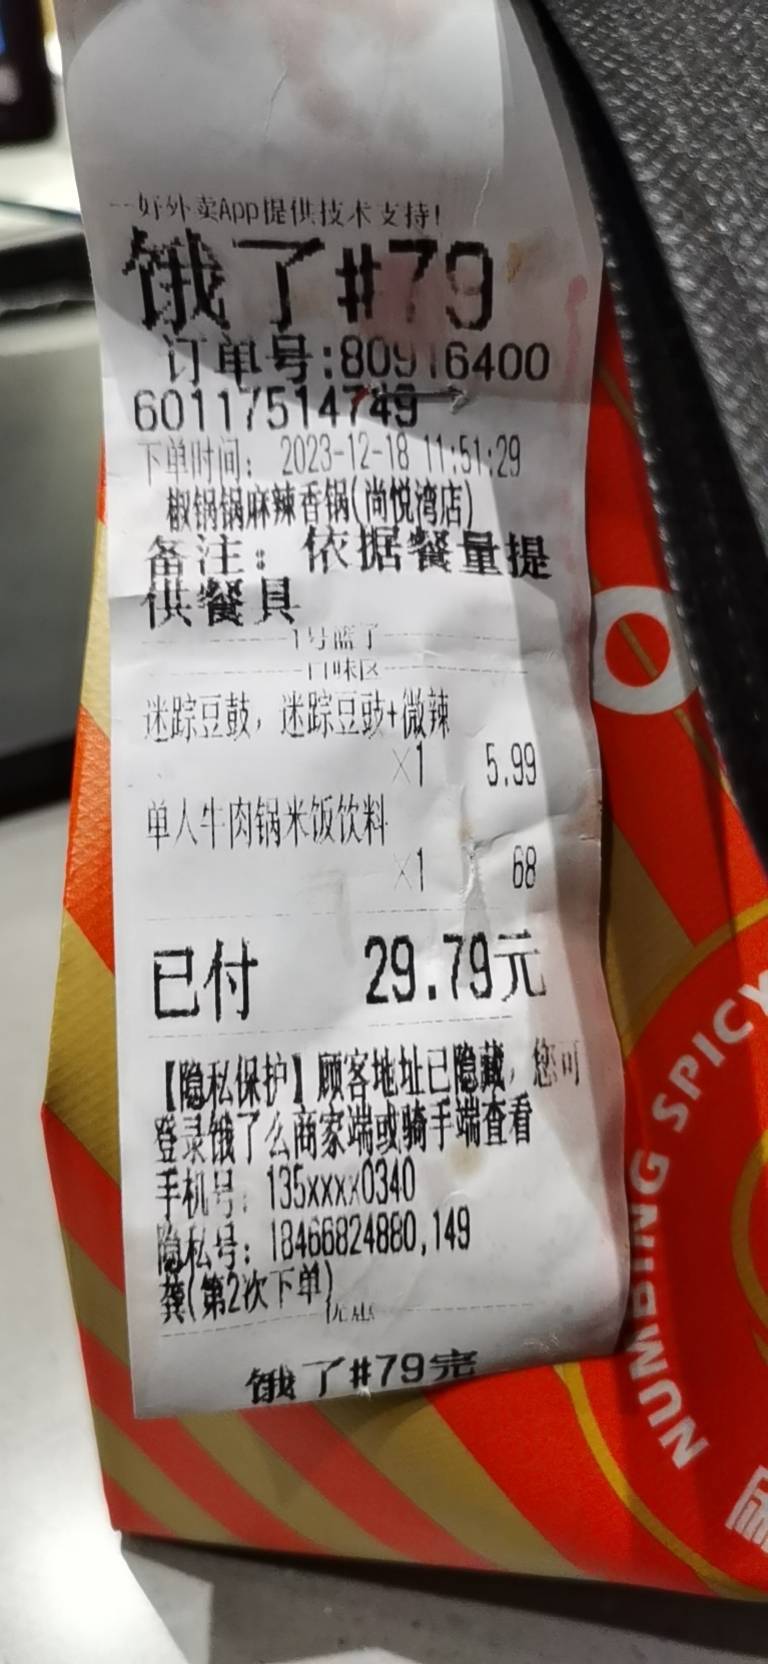 一好外卖App提供技术支持!
饿了#79
订单号:80916400
60117514749
下单时间: 2023-12-18 11:51:29
椒锅锅麻辣香锅(尚悦湾店)
备注: 依据餐量提
供餐具
1号篮子
口味区
迷踪豆鼓, 迷踪豆豉+微辣
×1 5.99
单人牛肉锅米饭饮料
×1 68
已付 29.79元
【隐私保护】顾客地址已隐藏, 您可
登录饿了么商家端或骑手端查看
手机号: 135xxxx0340
隐私号: 18466824880,149
龚(第2次下单)
优惠
饿了#79完
NUMBING SPICY